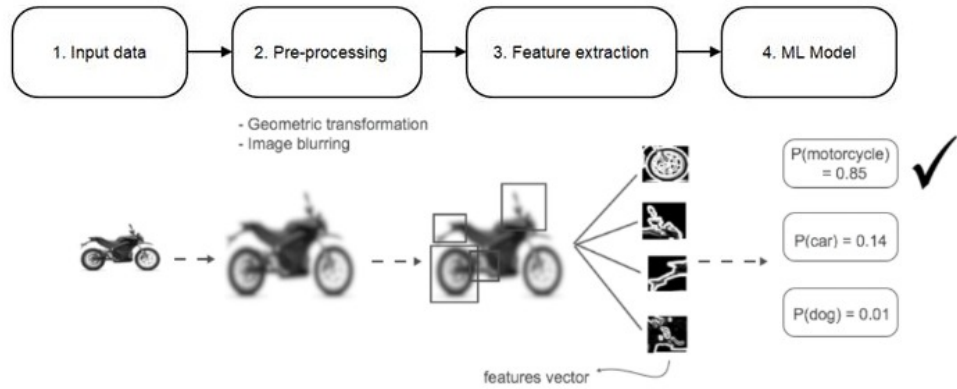 1. Input data
2. Pre-processing
3. Feature extraction
4. ML Model
- Geometric transformation
- Image blurring
P(motorcycle)
= 0.85
P(car) = 0.14
P(dog) = 0.01
features vector